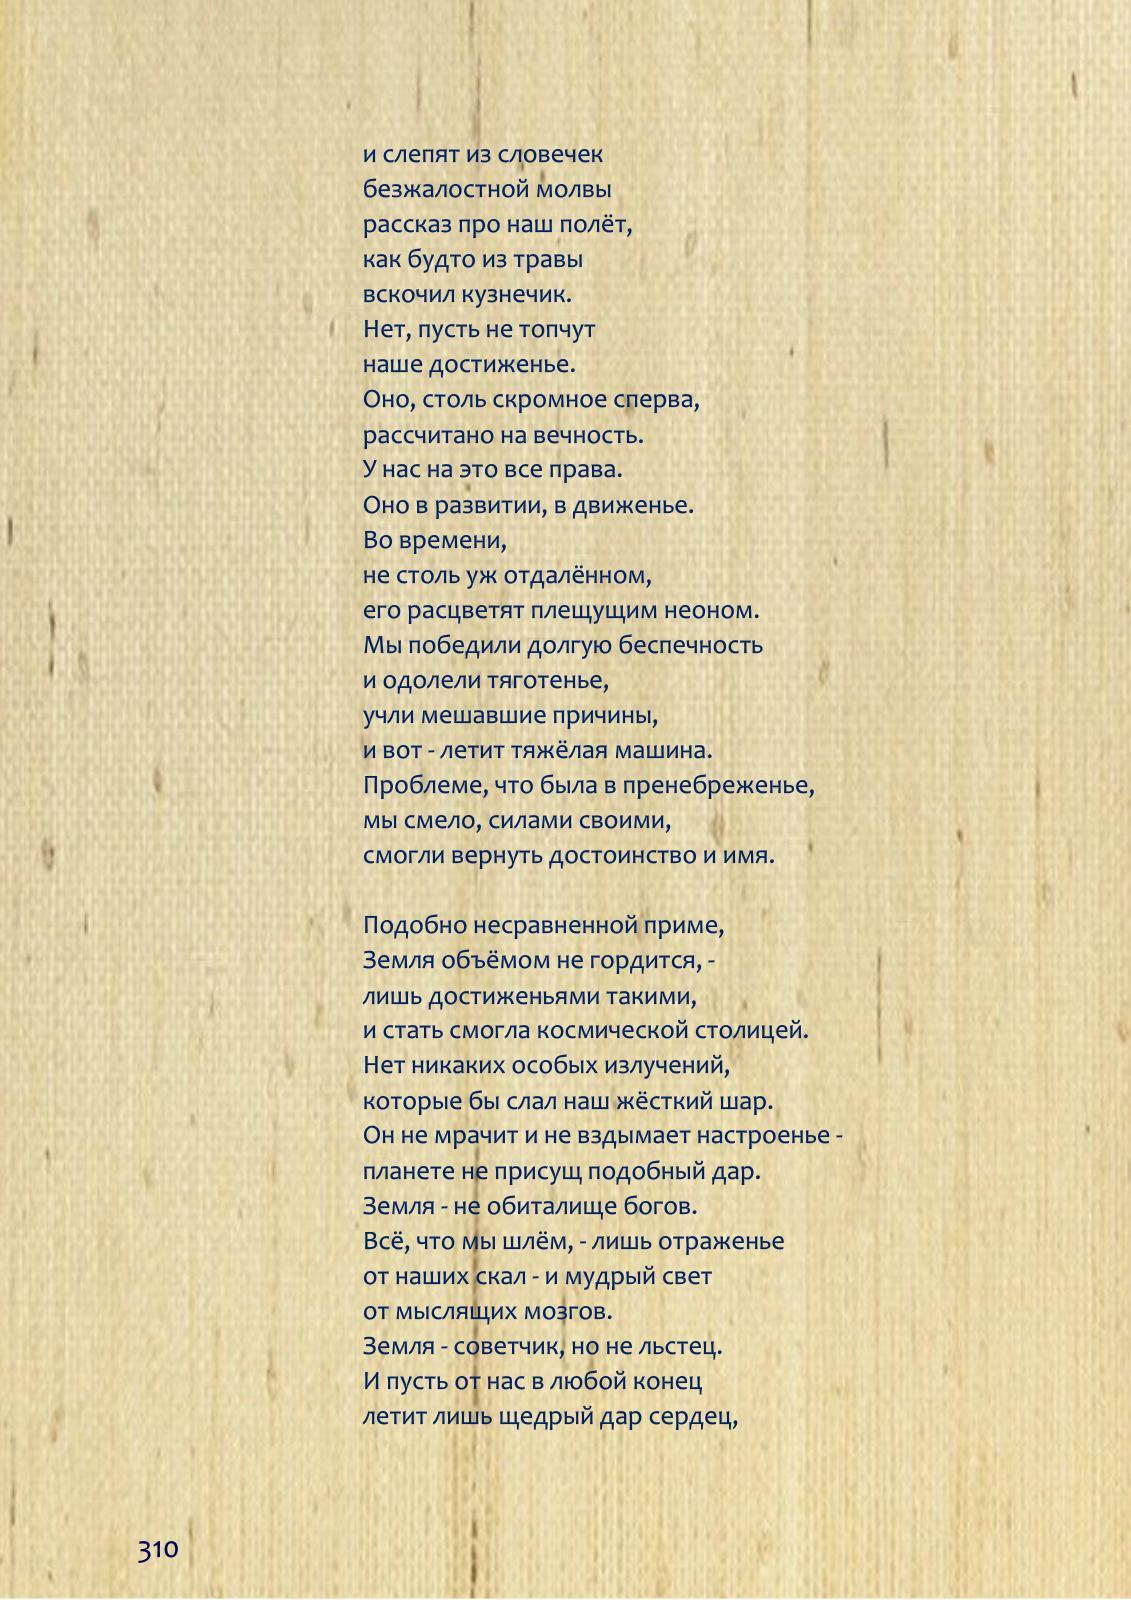 и слепят из словечек
безжалостной молвы
рассказ про наш полёт,
как будто из травы
вскочил кузнечик.
Нет, пусть не топчут
наше достиженье.
Оно, столь скромное сперва,
рассчитано на вечность.
У нас на это все права.
Оно в развитии, в движенье.
Во времени,
не столь уж отдалённом,
его расцветят плещущим неоном.
Мы победили долгую беспечность
и одолели тяготенье,
учли мешавшие причины,
и вот - летит тяжёлая машина.
Проблеме, что была в пренебреженье,
мы смело, силами своими,
смогли вернуть достоинство и имя.

Подобно несравненной приме,
Земля объёмом не гордится, -
лишь достиженьями такими,
и стать смогла космической столицей.
Нет никаких особых излучений,
которые бы слал наш жёсткий шар.
Он не мрачит и не вздымает настроенье -
планете не присущ подобный дар.
Земля - не обиталище богов.
Всё, что мы шлём, - лишь отраженье
от наших скал - и мудрый свет
от мыслящих мозгов.
Земля - советчик, но не льстец.
И пусть от нас в любой конец
летит лишь щедрый дар сердец,
310